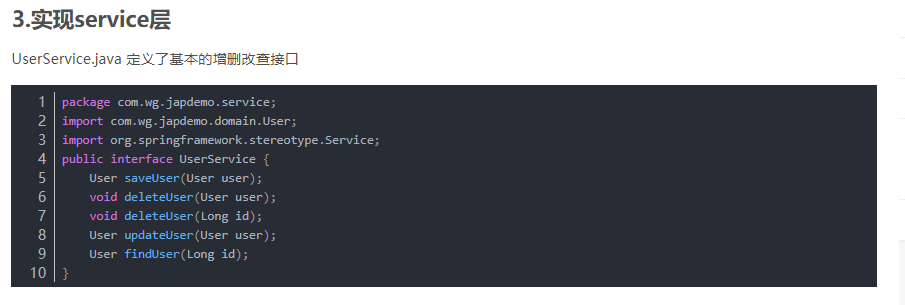 3.实现service层
UserService.java 定义了基本的增删改查接口
1 package com.wg.japdemo.service;
2 import com.wg.japdemo.domain.User;
3 import org.springframework.stereotype.Service;
4 public interface UserService {
5     User saveUser(User user);
6     void deleteUser(User user);
7     void deleteUser(Long id);
8     User updateUser(User user);
9     User findUser(Long id);
10 }